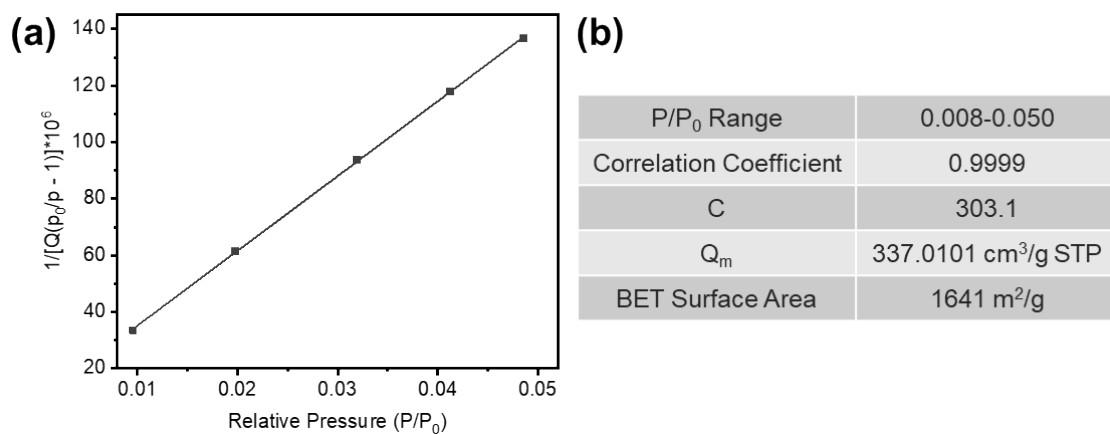 (a)
140
120
100
80
60
40
20
1/[Q(p₀/p - 1)]*10⁶
0.01 0.02 0.03 0.04 0.05
Relative Pressure (P/P₀)
(b)
P/P₀ Range 0.008-0.050
Correlation Coefficient 0.9999
C 303.1
Qₘ 337.0101 cm³/g STP
BET Surface Area 1641 m²/g